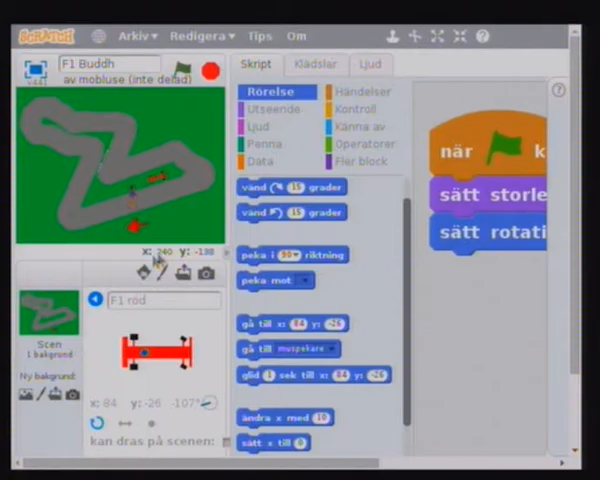 SCRATCH Arkiv▼ Redigera▼ Tips Om
F1 Buddh
v441
av mobluse (inte delad)
x: 240 y: -138
Scen
1 bakgrund
Ny bakgrund:
F1 röd
x: 84 y: -26 -107°
kan dras på scenen:
Skript Klädslar Ljud
Rörelse Händelser
Utseende Kontroll
Ljud Känna av
Penna Operatorer
Data Fler block
vänd 15 grader
vänd 15 grader
peka i 90▼ riktning
peka mot
gå till x: 84 y: -26
gå till muspekare
glid 1 sek till x: 84 y: -26
ändra x med 10
sätt x till 0
när k
sätt storle
sätt rotati
?